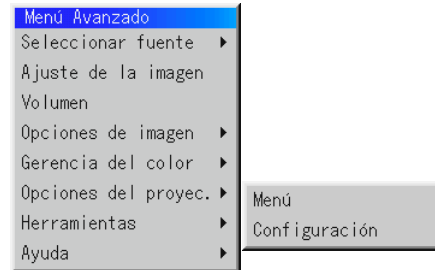 Menú Avanzado
Seleccionar fuente
Ajuste de la imagen
Volumen
Opciones de imagen
Gerencia del color
Opciones del proyec.
Herramientas
Ayuda
Menú
Configuración